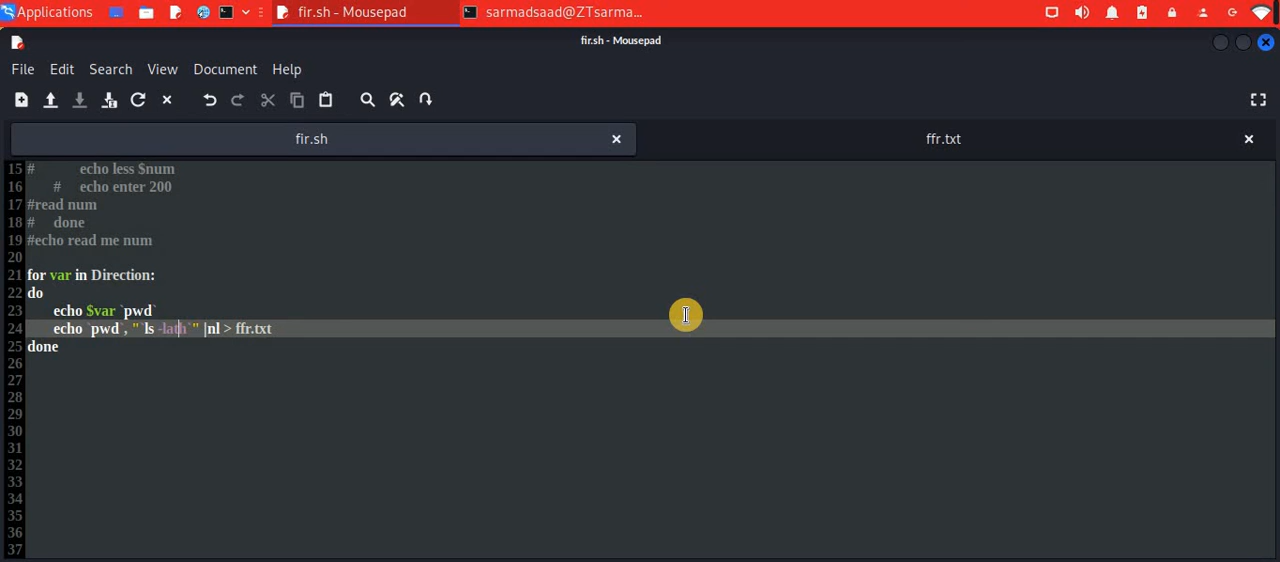 Applications fir.sh - Mousepad sarmadsaad@ZTsarma...
fir.sh - Mousepad
File Edit Search View Document Help
fir.sh ffr.txt
15 # echo less $num
16 # echo enter 200
17 #read num
18 # done
19 #echo read me num
20
21 for var in Direction:
22 do
23 echo $var `pwd`
24 echo `pwd`, "`ls -lath`" |nl > ffr.txt
25 done
26
27
28
29
30
31
32
33
34
35
36
37